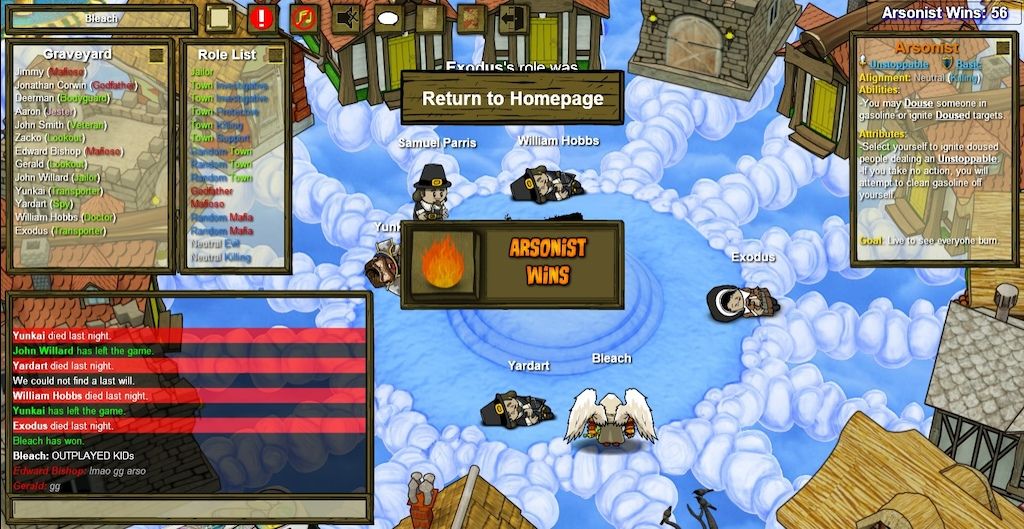 Bleach
Arsonist Wins: 56
Graveyard
Jimmy (Mafioso)
Jonathan Corwin (Godfather)
Deerman (Bodyguard)
Aaron (Jester)
John Smith (Veteran)
Zacko (Lookout)
Edward Bishop (Mafioso)
Gerald (Lookout)
John Willard (Jailor)
Yunkai (Transporter)
Yardart (Spy)
William Hobbs (Doctor)
Exodus (Transporter)
Role List
Jailor
Town Investigative
Town Investigative
Town Protective
Town Killing
Town Support
Random Town
Random Town
Random Town
Godfather
Mafioso
Random Mafia
Random Mafia
Neutral Evil
Neutral Killing
Exodus's role was
Return to Homepage
Samuel Parris
William Hobbs
Yunk
ARSONIST
WINS
Exodus
Yardart
Bleach
Arsonist
Unstoppable Basic
Alignment: Neutral (Killing)
Abilities:
-You may Douse someone in
gasoline or ignite Doused targets.
Attributes:
-Select yourself to ignite doused
people dealing an Unstoppable
-If you take no action, you will
attempt to clean gasoline off
yourself.
Goal: Live to see everyone burn.
Yunkai died last night.
John Willard has left the game.
Yardart died last night.
We could not find a last will.
William Hobbs died last night.
Yunkai has left the game.
Exodus died last night.
Bleach has won.
Bleach: OUTPLAYED KIDs
Edward Bishop: lmao gg arso
Gerald: gg